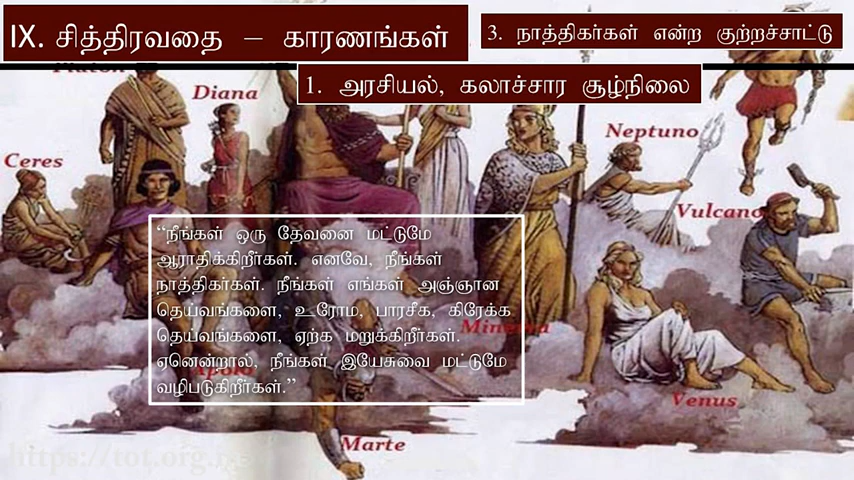 IX. சித்திரவதை – காரணங்கள்
3. நாத்திகர்கள் என்ற குற்றச்சாட்டு
1. அரசியல், கலாச்சார சூழ்நிலை
Diana
Ceres
Neptuno
Vulcano
“நீங்கள் ஒரு தேவனை மட்டுமே
ஆராதிக்கிறீர்கள். எனவே, நீங்கள்
நாத்திகர்கள். நீங்கள் எங்கள் அஞ்ஞான
தெய்வங்களை, உரோம, பாரசீக, கிரேக்க
தெய்வங்களை, ஏற்க மறுக்கிறீர்கள்.
ஏனென்றால், நீங்கள் இயேசுவை மட்டுமே
வழிபடுகிறீர்கள்.”
Minerva
Venus
Marte